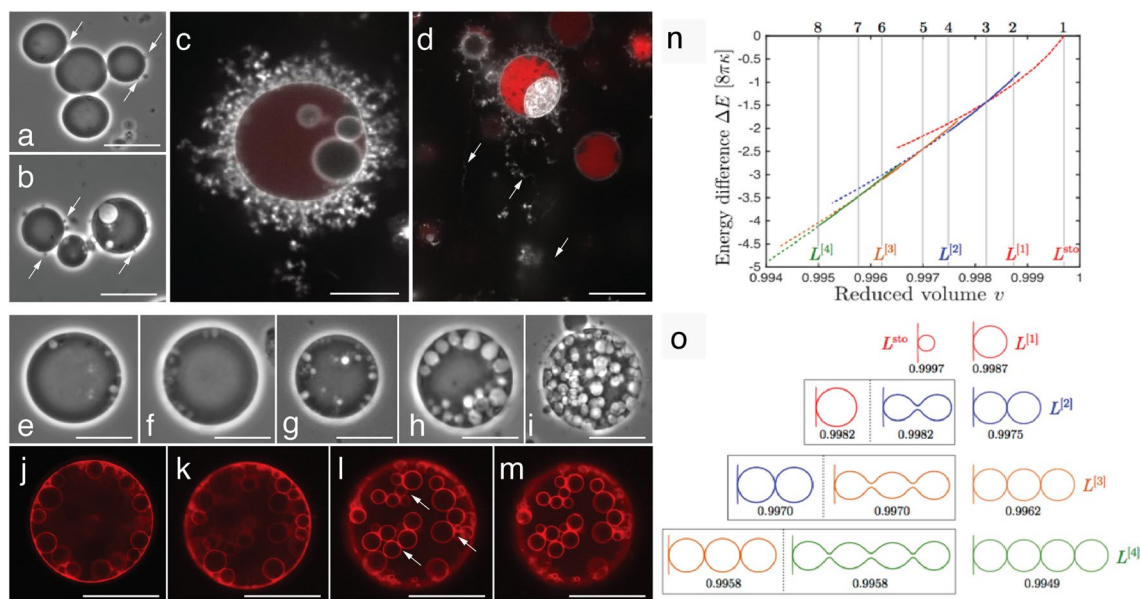 a
b
c
d
e
f
g
h
i
j
k
l
m
n
8 7 6 5 4 3 2 1
Energy difference ΔE [8πκ]
0
-0.5
-1
-1.5
-2
-2.5
-3
-3.5
-4
-4.5
-5
L^[4] L^[3] L^[2] L^[1] L^sto
0.994 0.995 0.996 0.997 0.998 0.999 1
Reduced volume v
o
L^sto L^[1]
0.9997 0.9987
L^[2]
0.9982 0.9982 0.9975
L^[3]
0.9970 0.9970 0.9962
L^[4]
0.9958 0.9958 0.9949